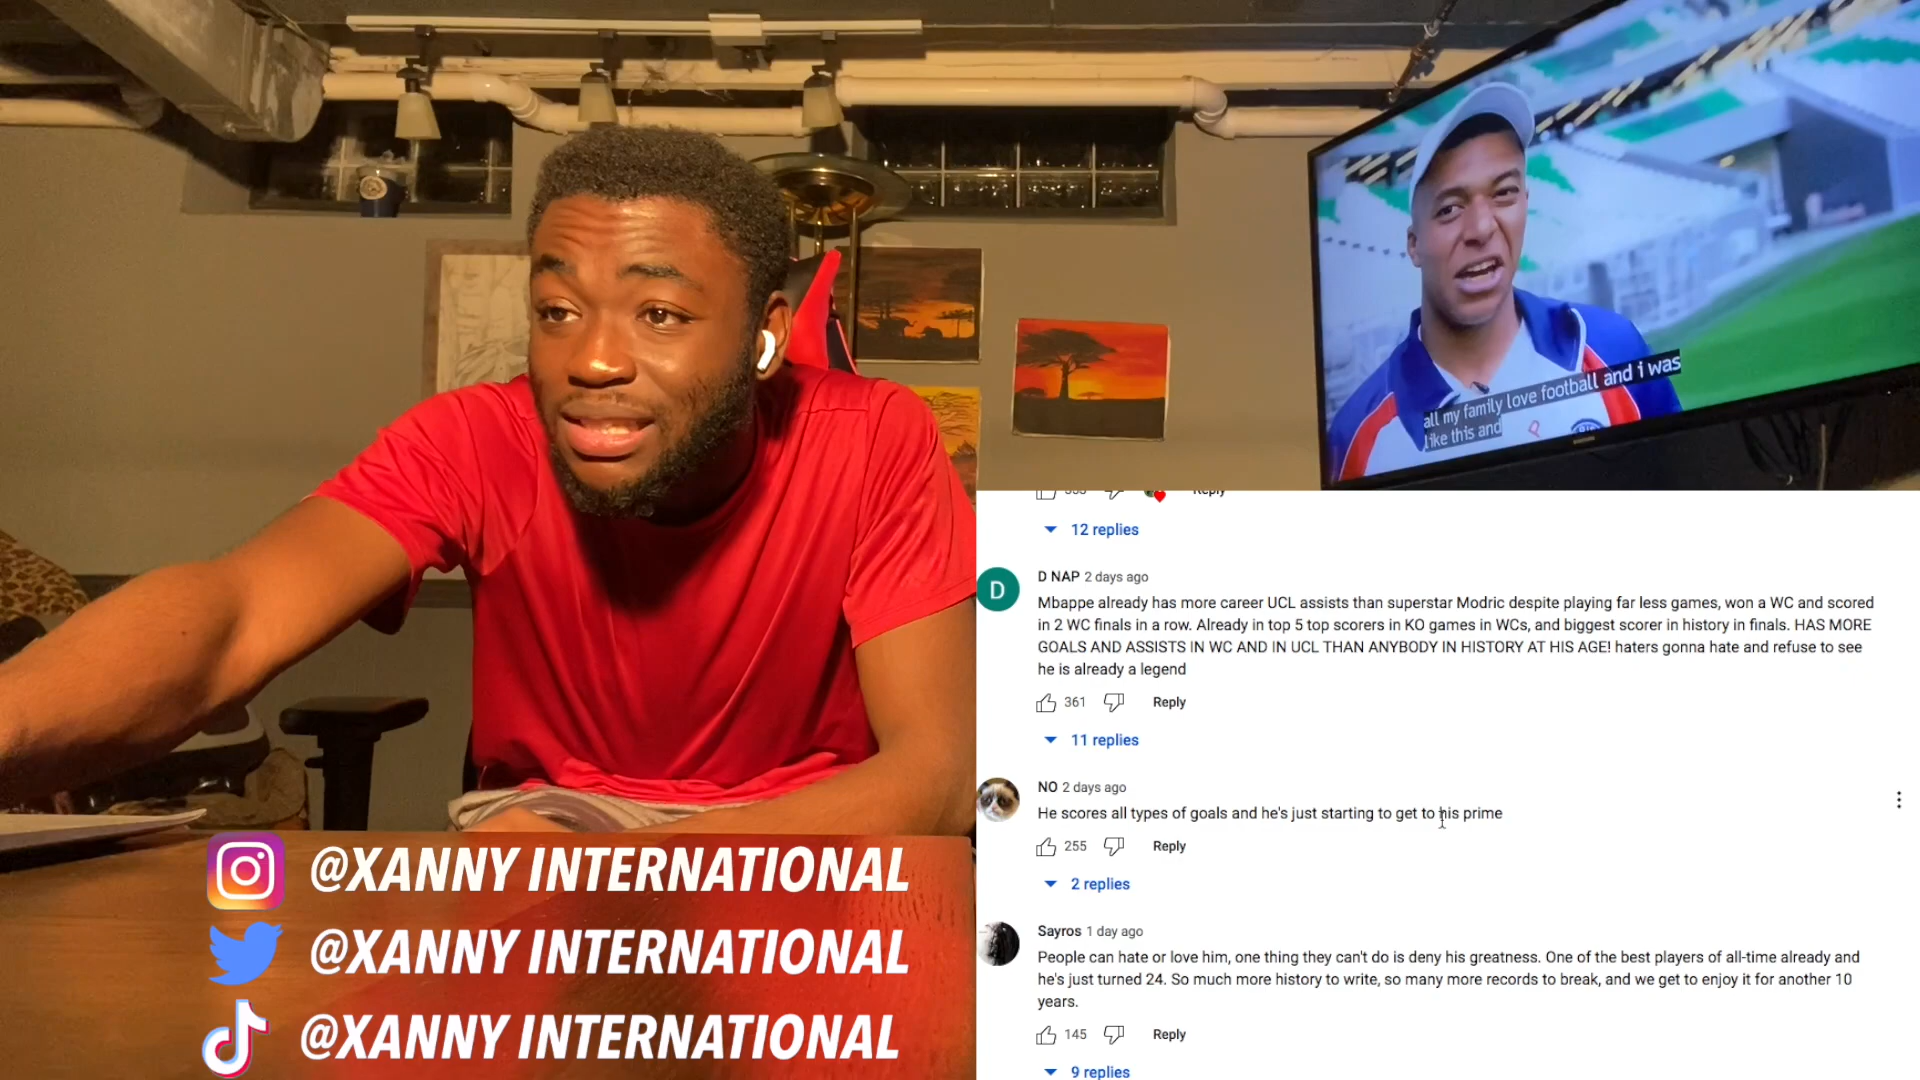 all my family love football and i was
like this and
Reply
12 replies
D
D NAP 2 days ago
Mbappe already has more career UCL assists than superstar Modric despite playing far less games, won a WC and scored
in 2 WC finals in a row. Already in top 5 top scorers in KO games in WCs, and biggest scorer in history in finals. HAS MORE
GOALS AND ASSISTS IN WC AND IN UCL THAN ANYBODY IN HISTORY AT HIS AGE! haters gonna hate and refuse to see
he is already a legend
361 Reply
11 replies
NO 2 days ago
He scores all types of goals and he's just starting to get to his prime
255 Reply
2 replies
Sayros 1 day ago
People can hate or love him, one thing they can't do is deny his greatness. One of the best players of all-time already and
he's just turned 24. So much more history to write, so many more records to break, and we get to enjoy it for another 10
years.
145 Reply
9 replies
@XANNY INTERNATIONAL
@XANNY INTERNATIONAL
@XANNY INTERNATIONAL